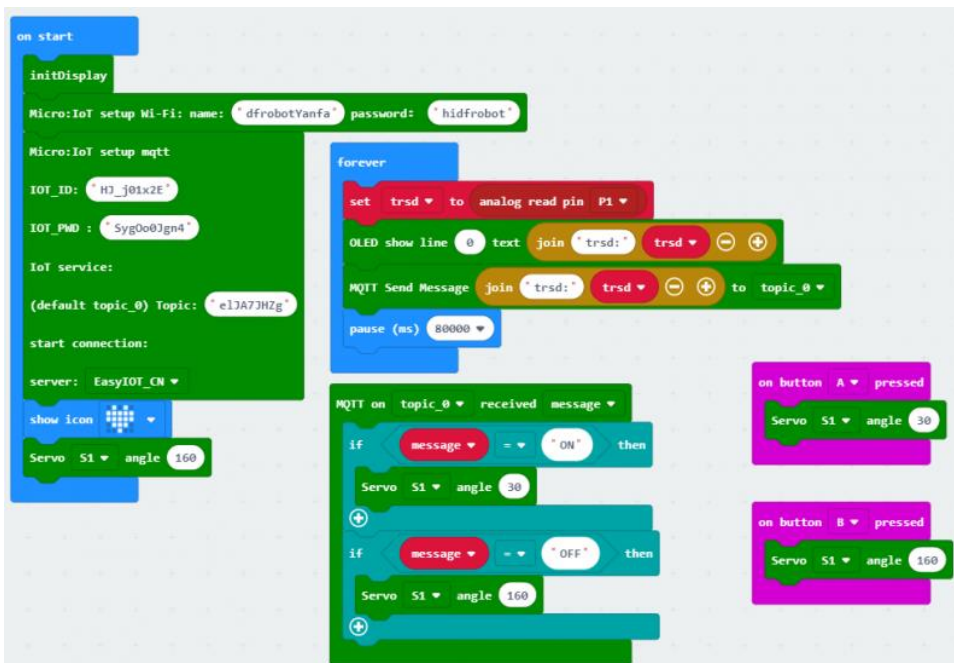 on start
initDisplay
Micro:IoT setup Wi-Fi: name: "dfrobotYanfa" password: "hidfrobot"
Micro:IoT setup mqtt
IOT_ID: "HJ_j01x2E"
IOT_PWD : "SygOo0Jgn4"
IoT service:
(default topic_0) Topic: "elJA7JHZg"
start connection:
server: EasyIOT_CN
show icon
Servo S1 angle 160
forever
set trsd to analog read pin P1
OLED show line 0 text join "trsd:" trsd
MQTT Send Message join "trsd:" trsd to topic_0
pause (ms) 80000
MQTT on topic_0 received message
if message = "ON" then
Servo S1 angle 30
if message = "OFF" then
Servo S1 angle 160
on button A pressed
Servo S1 angle 30
on button B pressed
Servo S1 angle 160